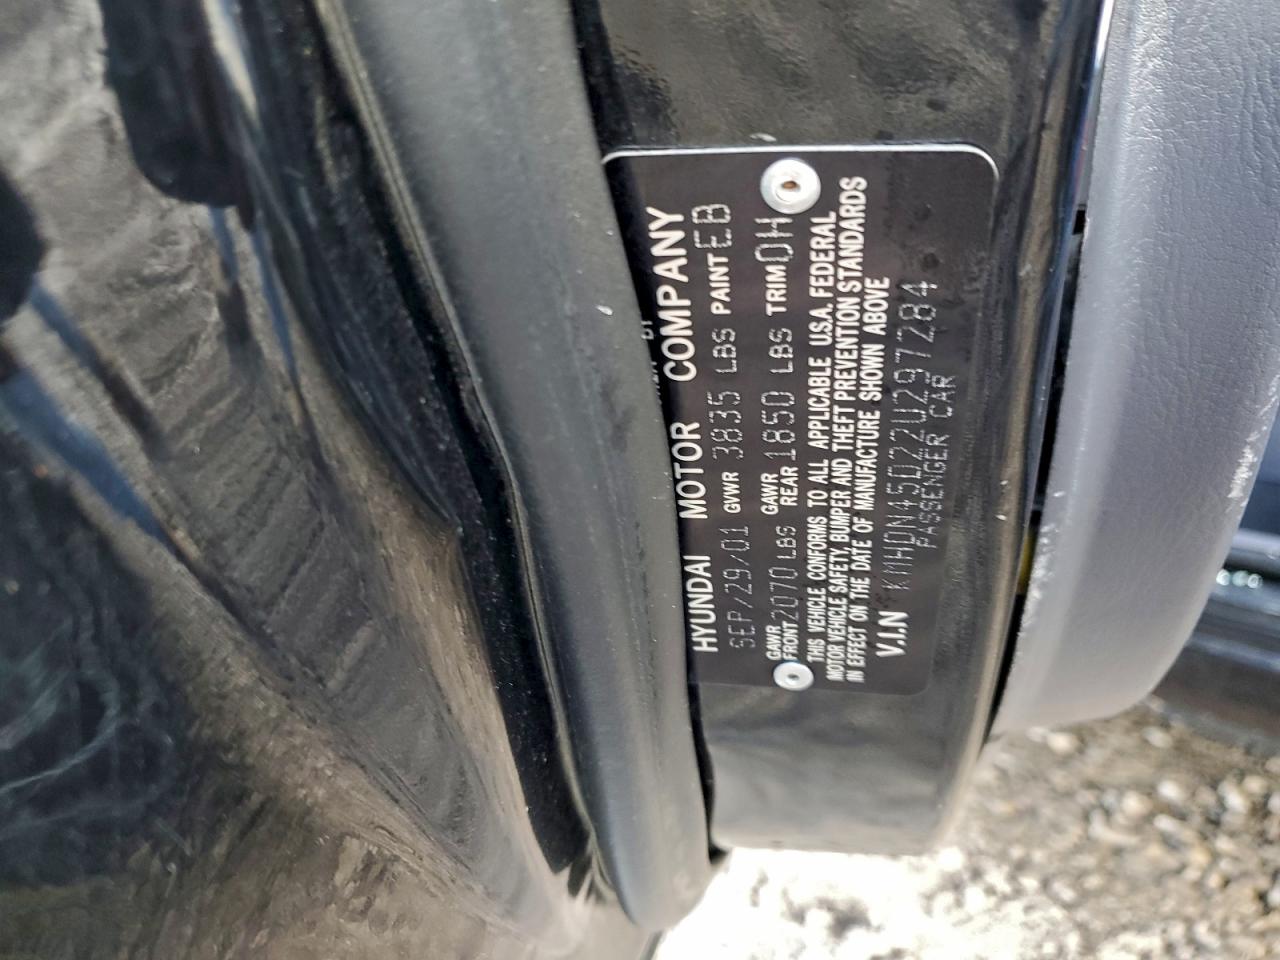 BY
HYUNDAI MOTOR COMPANY
SEP/29/01 GVWR 3835 LBS PAINT EB
GAWR FRONT 2070 LBS GAWR REAR 1850 LBS TRIM OH
THIS VEHICLE CONFORMS TO ALL APPLICABLE U.S.A. FEDERAL
MOTOR VEHICLE SAFETY, BUMPER AND THEFT PREVENTION STANDARDS
IN EFFECT ON THE DATE OF MANUFACTURE SHOWN ABOVE
V.I.N *KMHDN45D22U297284*
PASSENGER CAR